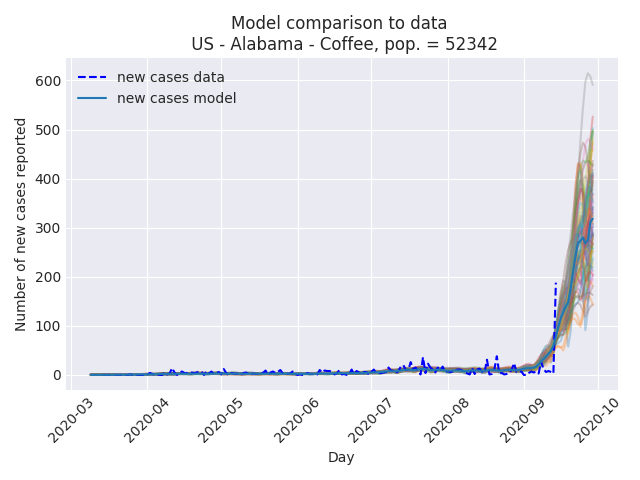 Model comparison to data
US - Alabama - Coffee, pop. = 52342
new cases data
new cases model
Number of new cases reported
600
500
400
300
200
100
0
2020-03
2020-04
2020-05
2020-06
2020-07
2020-08
2020-09
2020-10
Day